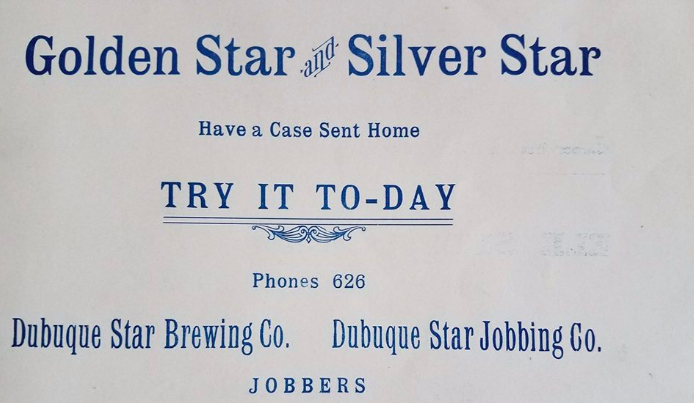 Golden Star and Silver Star
Have a Case Sent Home
TRY IT TO-DAY
Phones 626
Dubuque Star Brewing Co. Dubuque Star Jobbing Co.
JOBBERS